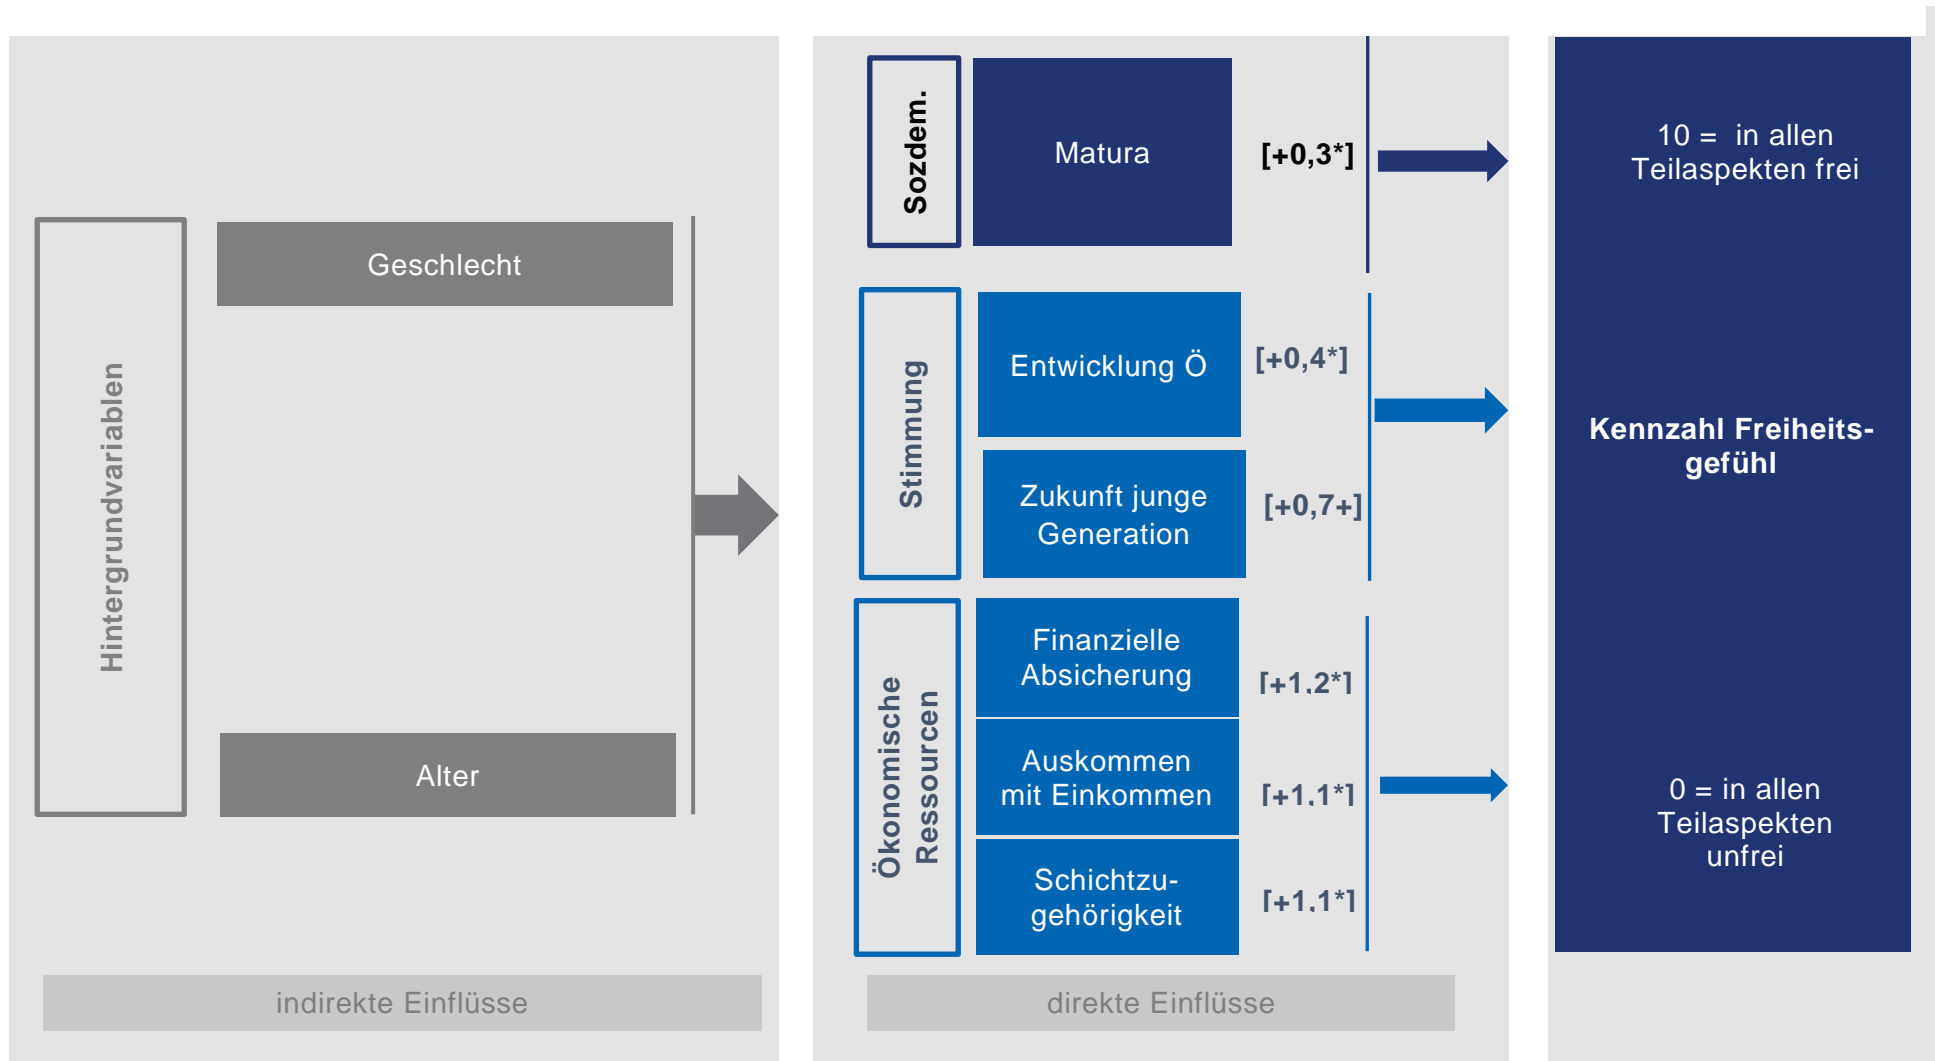 Hintergrundvariablen
Geschlecht
Alter
indirekte Einflüsse
Sozdem.
Matura
[+0,3*]
Stimmung
Entwicklung Ö
[+0,4*]
Zukunft junge
Generation
[+0,7+]
Ökonomische
Ressourcen
Finanzielle
Absicherung
[+1,2*]
Auskommen
mit Einkommen
[+1,1*]
Schichtzu-
gehörigkeit
[+1,1*]
direkte Einflüsse
10 = in allen
Teilaspekten frei
Kennzahl Freiheits-
gefühl
0 = in allen
Teilaspekten
unfrei